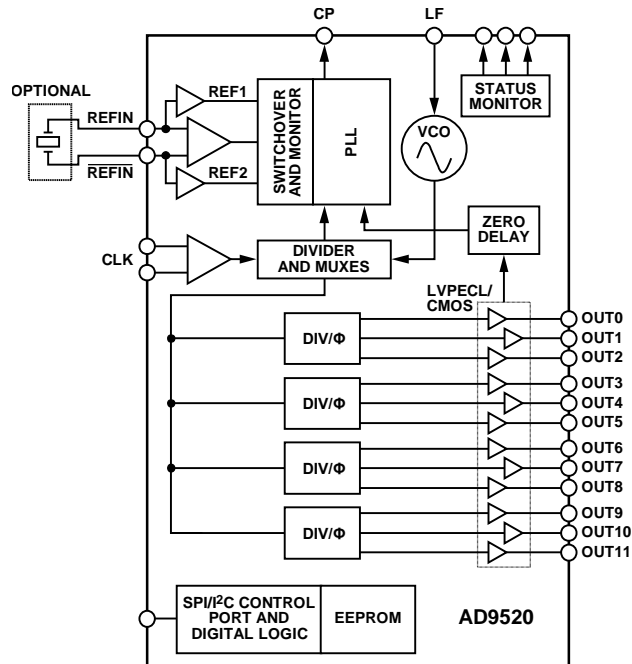 CP
LF
OPTIONAL
REFIN
REFIN
REF1
REF2
SWITCHOVER
AND MONITOR
PLL
VCO
STATUS
MONITOR
CLK
DIVIDER
AND MUXES
ZERO
DELAY
LVPECL/
CMOS
DIV/Φ
OUT0
OUT1
OUT2
DIV/Φ
OUT3
OUT4
OUT5
DIV/Φ
OUT6
OUT7
OUT8
DIV/Φ
OUT9
OUT10
OUT11
SPI/I²C CONTROL
PORT AND
DIGITAL LOGIC
EEPROM
AD9520